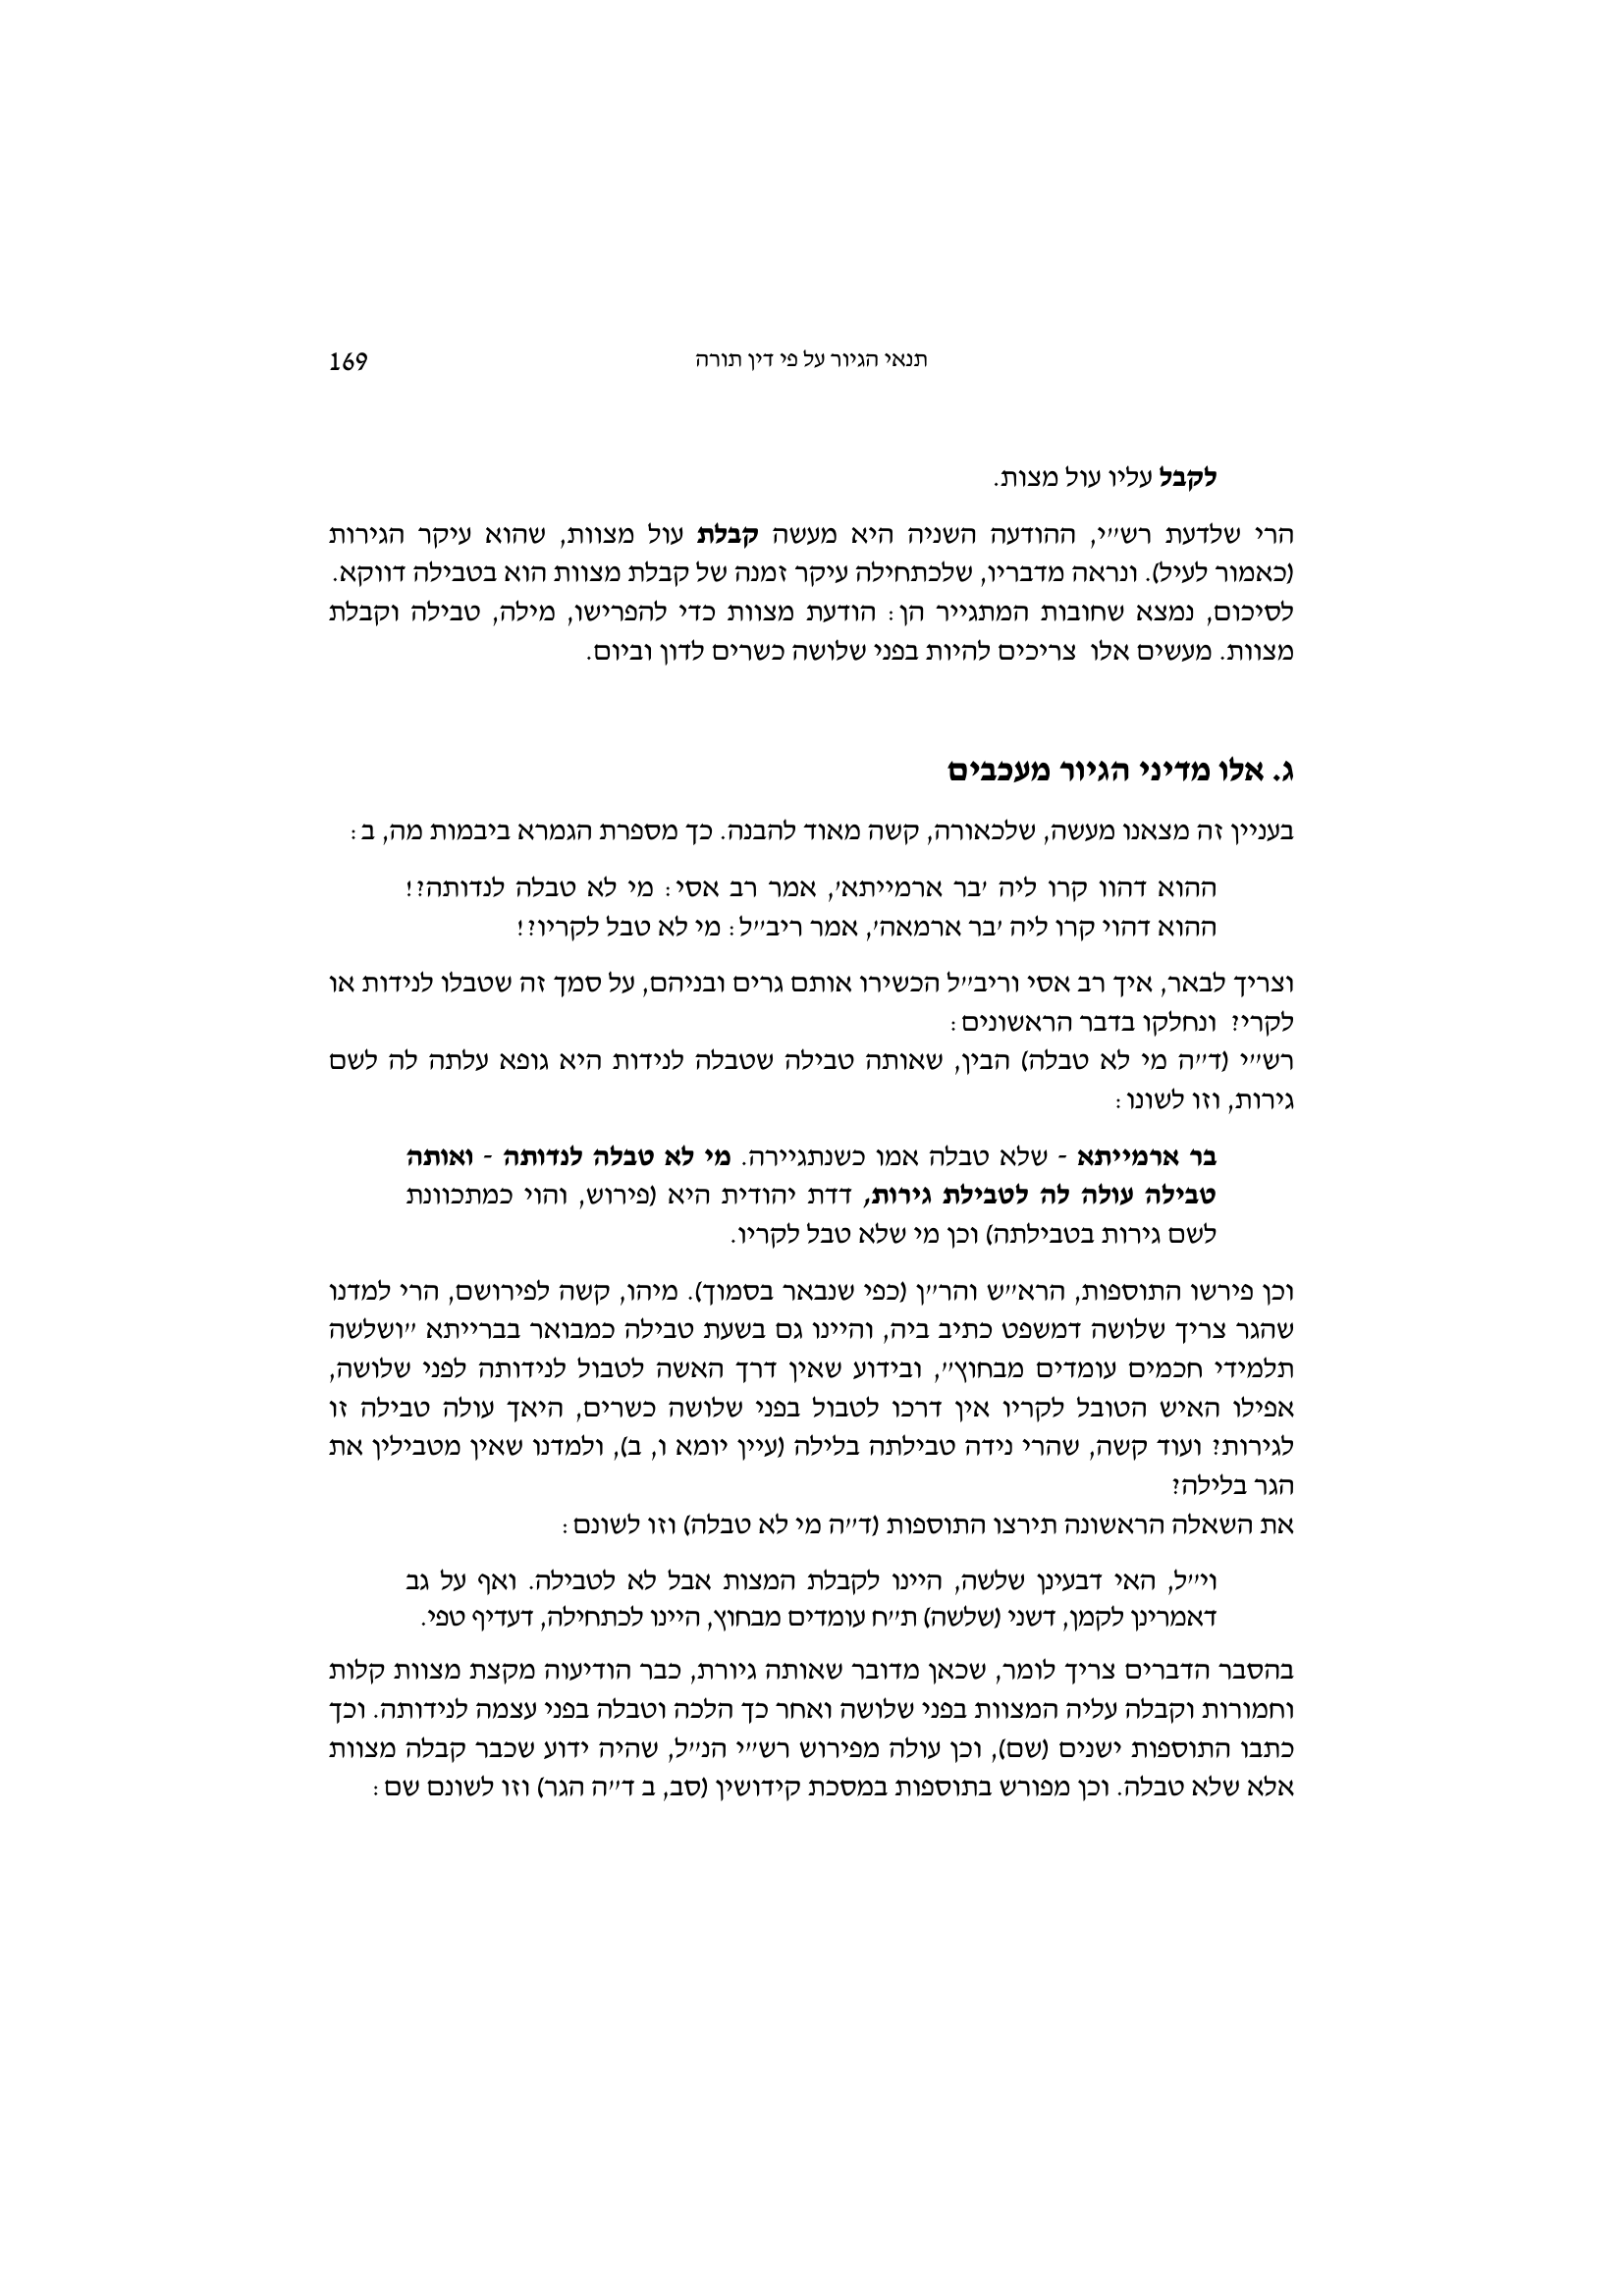 תנאי הגיור על פי דין תורה 169
לקבל עליו עול מצות.
הרי שלדעת רש״י, ההודעה השניה היא מעשה קבלת עול מצוות, שהוא עיקר הגירות
(כאמור לעיל). ונראה מדבריו, שלכתחילה עיקר זמנה של קבלת מצוות הוא בטבילה דווקא.
לסיכום, נמצא שחובות המתגייר הן: הודעת מצוות כדי להפרישו, מילה, טבילה וקבלת
מצוות. מעשים אלו צריכים להיות בפני שלושה כשרים לדון וביום.
ג. אלו מדיני הגיור מעכבים
בעניין זה מצאנו מעשה, שלכאורה, קשה מאוד להבנה. כך מספרת הגמרא ביבמות מה, ב:
ההוא דהוו קרו ליה ׳בר ארמייתא׳, אמר רב אסי: מי לא טבלה לנדותה?!
ההוא דהוי קרו ליה ׳בר ארמאה׳, אמר ריב״ל: מי לא טבל לקריו?!
וצריך לבאר, איך רב אסי וריב״ל הכשירו אותם גרים ובניהם, על סמך זה שטבלו לנידות או
לקרי? ונחלקו בדבר הראשונים:
רש״י (ד״ה מי לא טבלה) הבין, שאותה טבילה שטבלה לנידות היא גופא עלתה לה לשם
גירות, וזו לשונו:
בר ארמייתא - שלא טבלה אמו כשנתגיירה. מי לא טבלה לנדותה - ואותה
טבילה עולה לה לטבילת גירות, דדת יהודית היא (פירוש, והוי כמתכוונת
לשם גירות בטבילתה) וכן מי שלא טבל לקריו.
וכן פירשו התוספות, הרא״ש והר״ן (כפי שנבאר בסמוך). מיהו, קשה לפירושם, הרי למדנו
שהגר צריך שלושה דמשפט כתיב ביה, והיינו גם בשעת טבילה כמבואר בברייתא ״ושלשה
תלמידי חכמים עומדים מבחוץ״, ובידוע שאין דרך האשה לטבול לנידותה לפני שלושה,
אפילו האיש הטובל לקריו אין דרכו לטבול בפני שלושה כשרים, היאך עולה טבילה זו
לגירות? ועוד קשה, שהרי נידה טבילתה בלילה (עיין יומא ו, ב), ולמדנו שאין מטבילין את
הגר בלילה?
את השאלה הראשונה תירצו התוספות (ד״ה מי לא טבלה) וזו לשונם:
וי״ל, האי דבעינן שלשה, היינו לקבלת המצות אבל לא לטבילה. ואף על גב
דאמרינן לקמן, דשני (שלשה) ת״ח עומדים מבחוץ, היינו לכתחילה, דעדיף טפי.
בהסבר הדברים צריך לומר, שכאן מדובר שאותה גיורת, כבר הודיעוה מקצת מצוות קלות
וחמורות וקבלה עליה המצוות בפני שלושה ואחר כך הלכה וטבלה בפני עצמה לנידותה. וכך
כתבו התוספות ישנים (שם), וכן עולה מפירוש רש״י הנ״ל, שהיה ידוע שכבר קבלה מצוות
אלא שלא טבלה. וכן מפורש בתוספות במסכת קידושין (סב, ב ד״ה הגר) וזו לשונם שם: